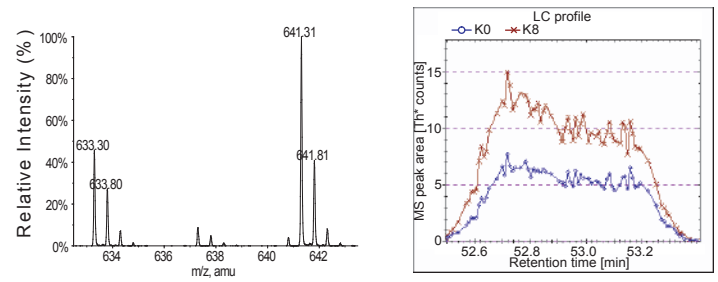 Relative Intensity (%)
100%
80%
60%
40%
20%
0%
641.31
633.30
633.80
641.81
634
636
638
640
642
m/z, amu
LC profile
K0 K8
MS peak area [Th* counts]
15
10
5
0
52.6 52.8 53.0 53.2
Retention time [min]